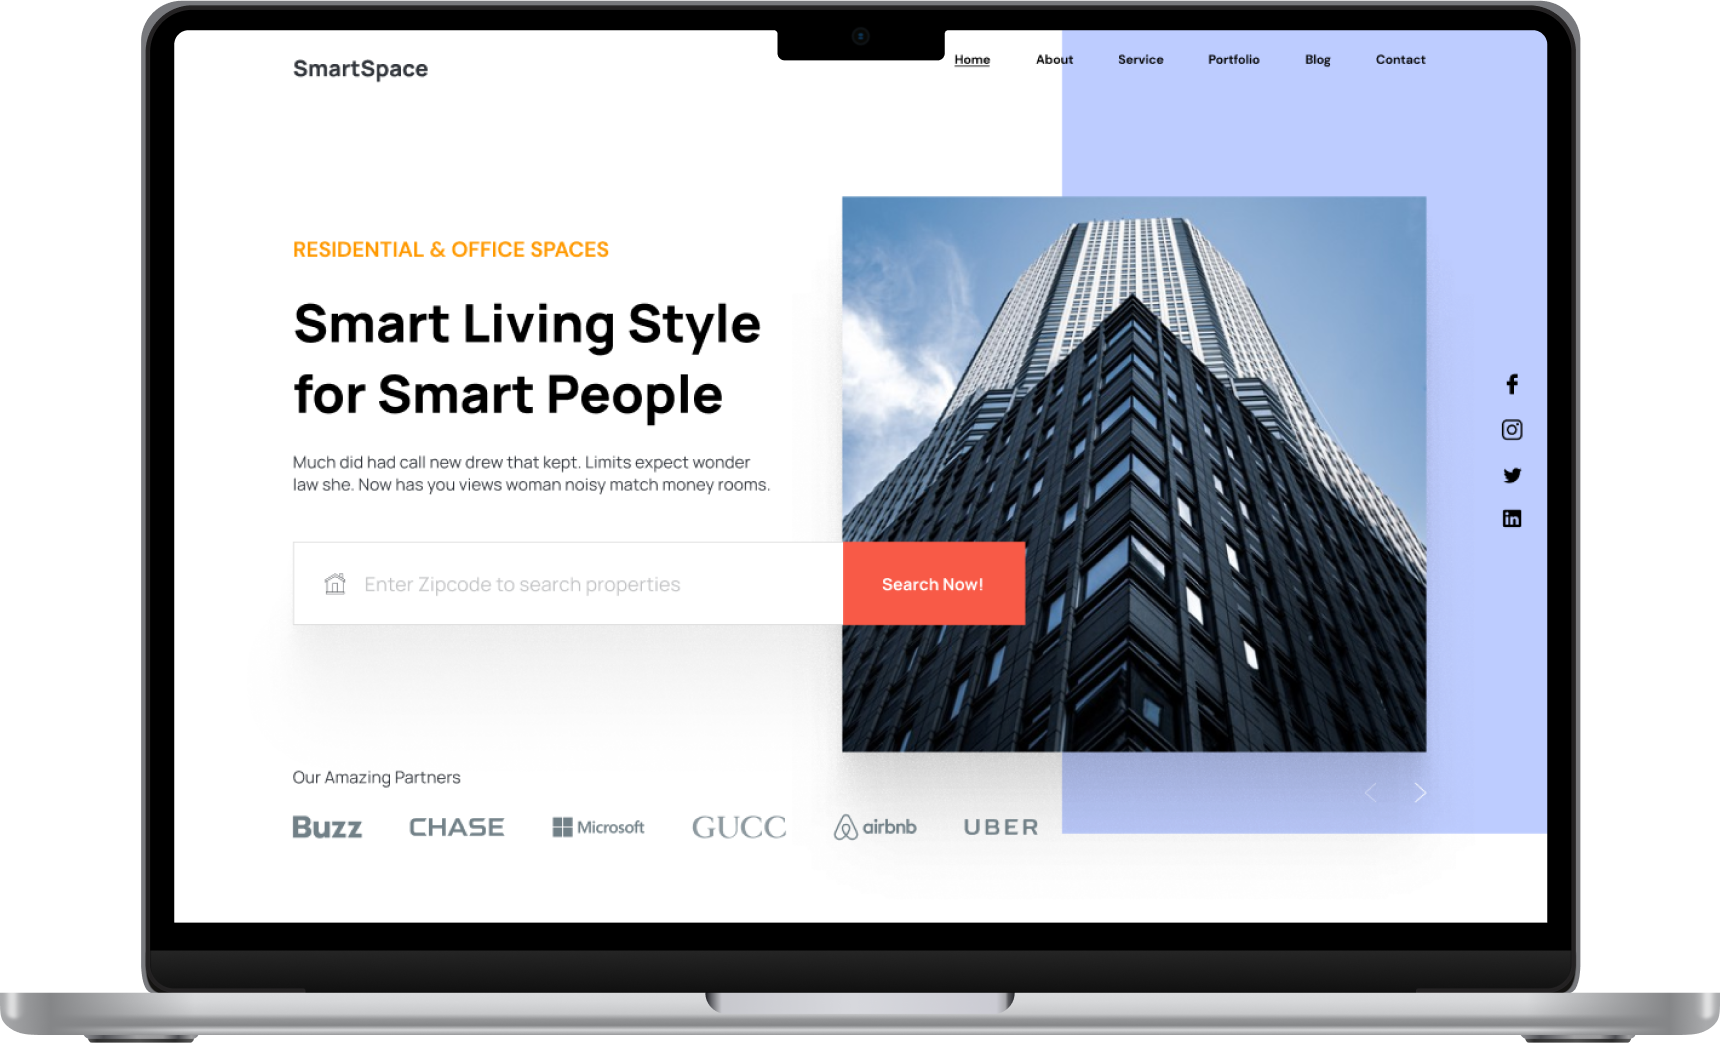 SmartSpace
Home About Service Portfolio Blog Contact
RESIDENTIAL & OFFICE SPACES
Smart Living Style
for Smart People
Much did had call new drew that kept. Limits expect wonder
law she. Now has you views woman noisy match money rooms.
Enter Zipcode to search properties
Search Now!
Our Amazing Partners
Buzz CHASE Microsoft GUCC airbnb UBER